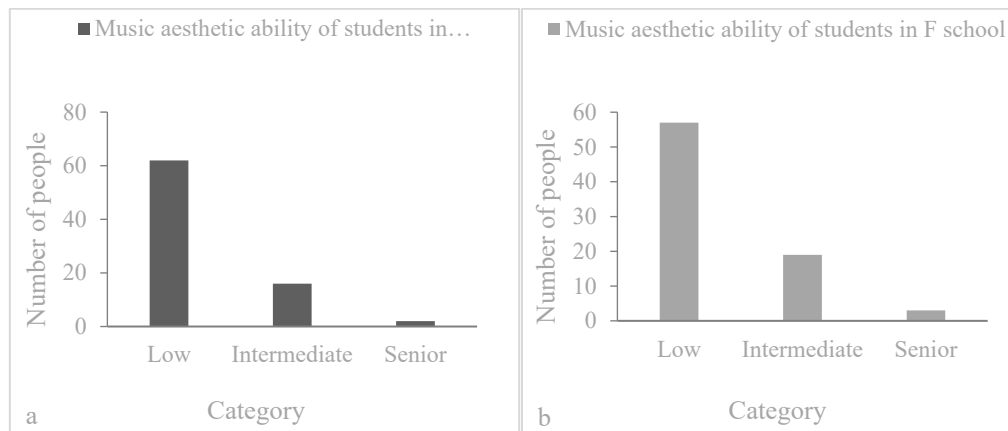 Music aesthetic ability of students in…
Number of people
80
60
40
20
0
Low Intermediate Senior
Category
a
Music aesthetic ability of students in F school
Number of people
60
50
40
30
20
10
0
Low Intermediate Senior
Category
b